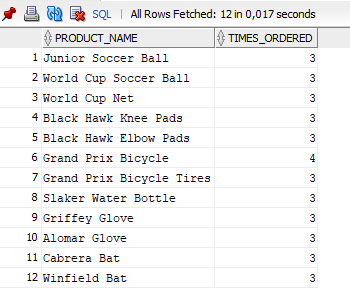 SQL | All Rows Fetched: 12 in 0,017 seconds
PRODUCT_NAME TIMES_ORDERED
1 Junior Soccer Ball 3
2 World Cup Soccer Ball 3
3 World Cup Net 3
4 Black Hawk Knee Pads 3
5 Black Hawk Elbow Pads 3
6 Grand Prix Bicycle 4
7 Grand Prix Bicycle Tires 3
8 Slaker Water Bottle 3
9 Griffey Glove 3
10 Alomar Glove 3
11 Cabrera Bat 3
12 Winfield Bat 3